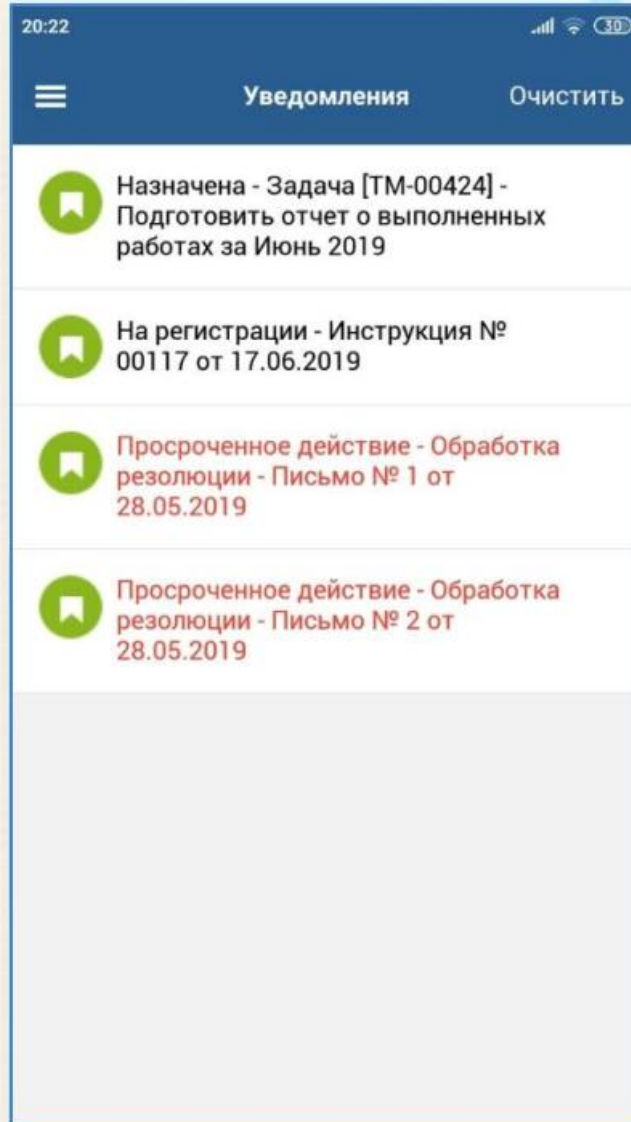 20:22
30
Уведомления
Очистить
Назначена - Задача [ТМ-00424] -
Подготовить отчет о выполненных
работах за Июнь 2019
На регистрации - Инструкция №
00117 от 17.06.2019
Просроченное действие - Обработка
резолюции - Письмо № 1 от
28.05.2019
Просроченное действие - Обработка
резолюции - Письмо № 2 от
28.05.2019